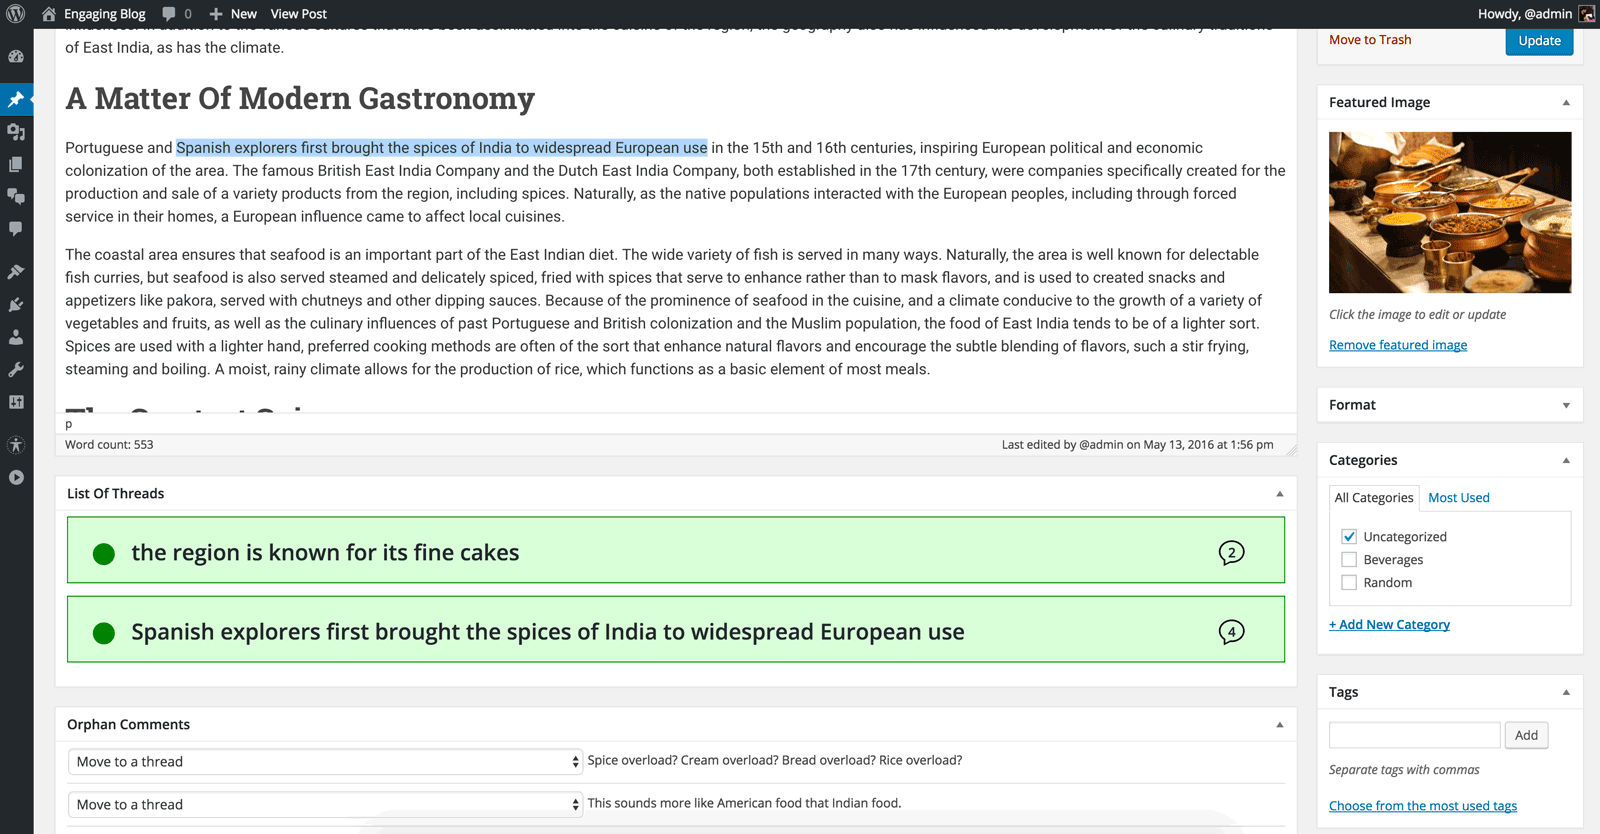 Engaging Blog 0 New View Post Howdy, @admin
of East India, as has the climate.
A Matter Of Modern Gastronomy
Portuguese and Spanish explorers first brought the spices of India to widespread European use in the 15th and 16th centuries, inspiring European political and economic
colonization of the area. The famous British East India Company and the Dutch East India Company, both established in the 17th century, were companies specifically created for the
production and sale of a variety products from the region, including spices. Naturally, as the native populations interacted with the European peoples, including through forced
service in their homes, a European influence came to affect local cuisines.
The coastal area ensures that seafood is an important part of the East Indian diet. The wide variety of fish is served in many ways. Naturally, the area is well known for delectable
fish curries, but seafood is also served steamed and delicately spiced, fried with spices that serve to enhance rather than to mask flavors, and is used to created snacks and
appetizers like pakora, served with chutneys and other dipping sauces. Because of the prominence of seafood in the cuisine, and a climate conducive to the growth of a variety of
vegetables and fruits, as well as the culinary influences of past Portuguese and British colonization and the Muslim population, the food of East India tends to be of a lighter sort.
Spices are used with a lighter hand, preferred cooking methods are often of the sort that enhance natural flavors and encourage the subtle blending of flavors, such a stir frying,
steaming and boiling. A moist, rainy climate allows for the production of rice, which functions as a basic element of most meals.
p
Word count: 553
Last edited by @admin on May 13, 2016 at 1:56 pm
List Of Threads
the region is known for its fine cakes
2
Spanish explorers first brought the spices of India to widespread European use
4
Orphan Comments
Move to a thread
Spice overload? Cream overload? Bread overload? Rice overload?
Move to a thread
This sounds more like American food that Indian food.
Move to Trash
Update
Featured Image
Click the image to edit or update
Remove featured image
Format
Categories
All Categories
Most Used
Uncategorized
Beverages
Random
+ Add New Category
Tags
Add
Separate tags with commas
Choose from the most used tags